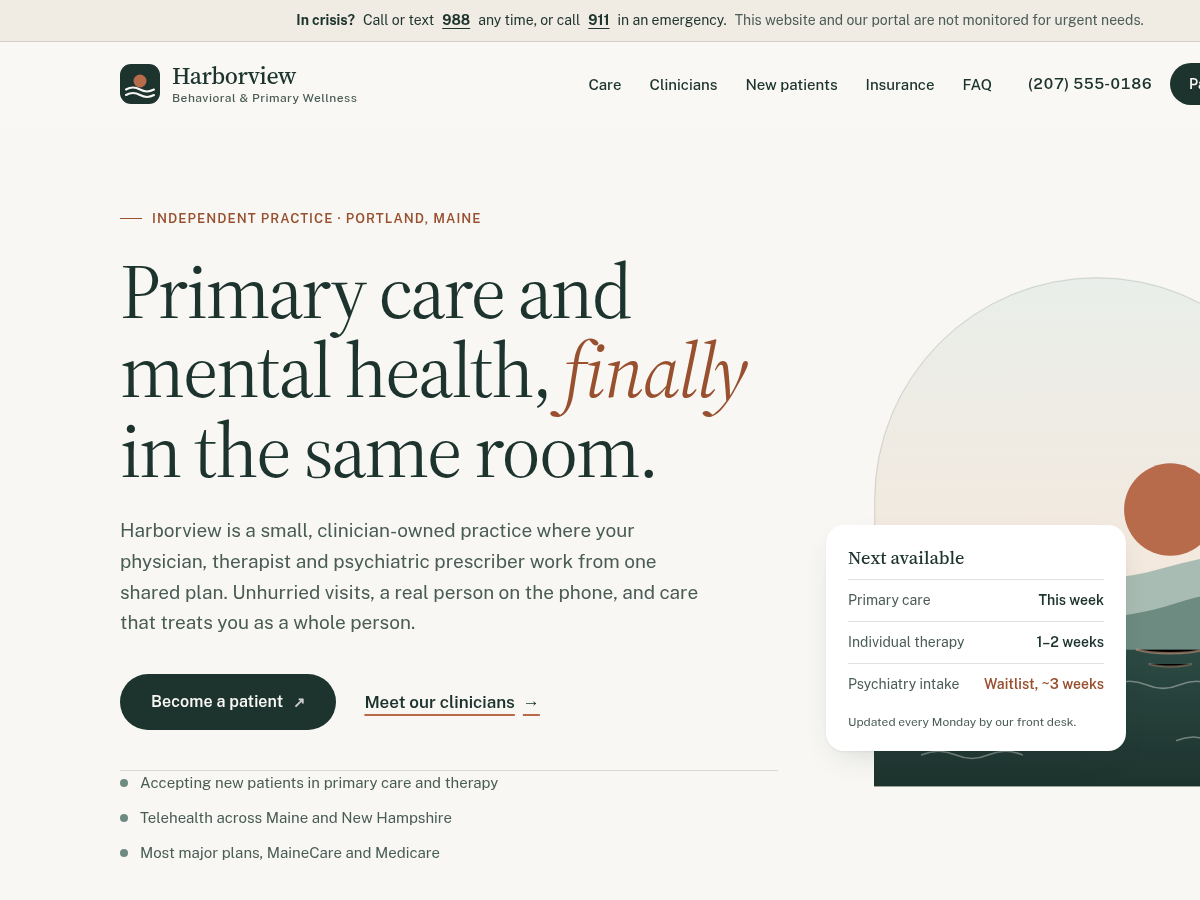 In crisis? Call or text 988 any time, or call 911 in an emergency. This website and our portal are not monitored for urgent needs.
Harborview
Behavioral & Primary Wellness
Care Clinicians New patients Insurance FAQ (207) 555-0186
INDEPENDENT PRACTICE · PORTLAND, MAINE
Primary care and
mental health, finally
in the same room.
Harborview is a small, clinician-owned practice where your
physician, therapist and psychiatric prescriber work from one
shared plan. Unhurried visits, a real person on the phone, and care
that treats you as a whole person.
Become a patient ↗ Meet our clinicians →
Accepting new patients in primary care and therapy
Telehealth across Maine and New Hampshire
Most major plans, MaineCare and Medicare
Next available
Primary care This week
Individual therapy 1–2 weeks
Psychiatry intake Waitlist, ~3 weeks
Updated every Monday by our front desk.